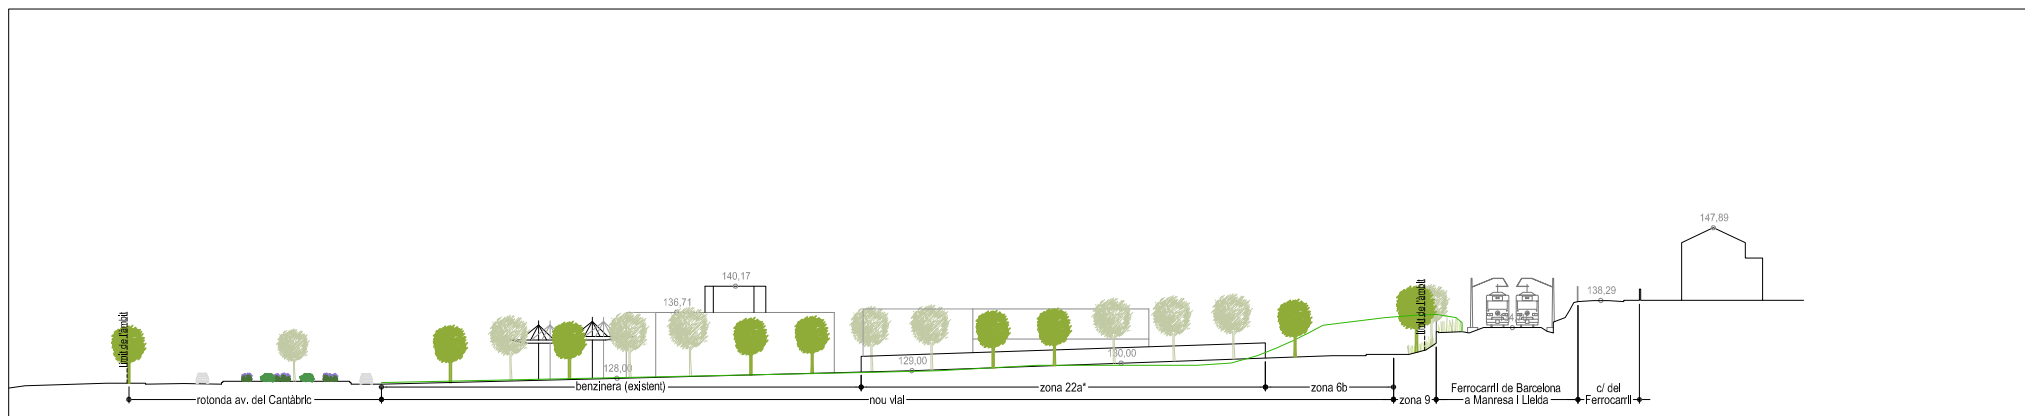 147,89
140,17
136,71
138,29
límit de l'àmbit
límit de l'àmbit
128,00
129,00
130,00
benzinera (existent)
zona 22a*
zona 6b
Ferrocarril de Barcelona
a Manresa i Lleida
c/ del
Ferrocarril
rotonda av. del Cantàbric
nou vial
zona 9